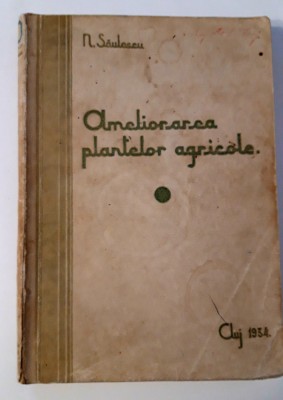 N. Săulescu
Ameliorarea
plantelor agricole.
Cluj 1934.